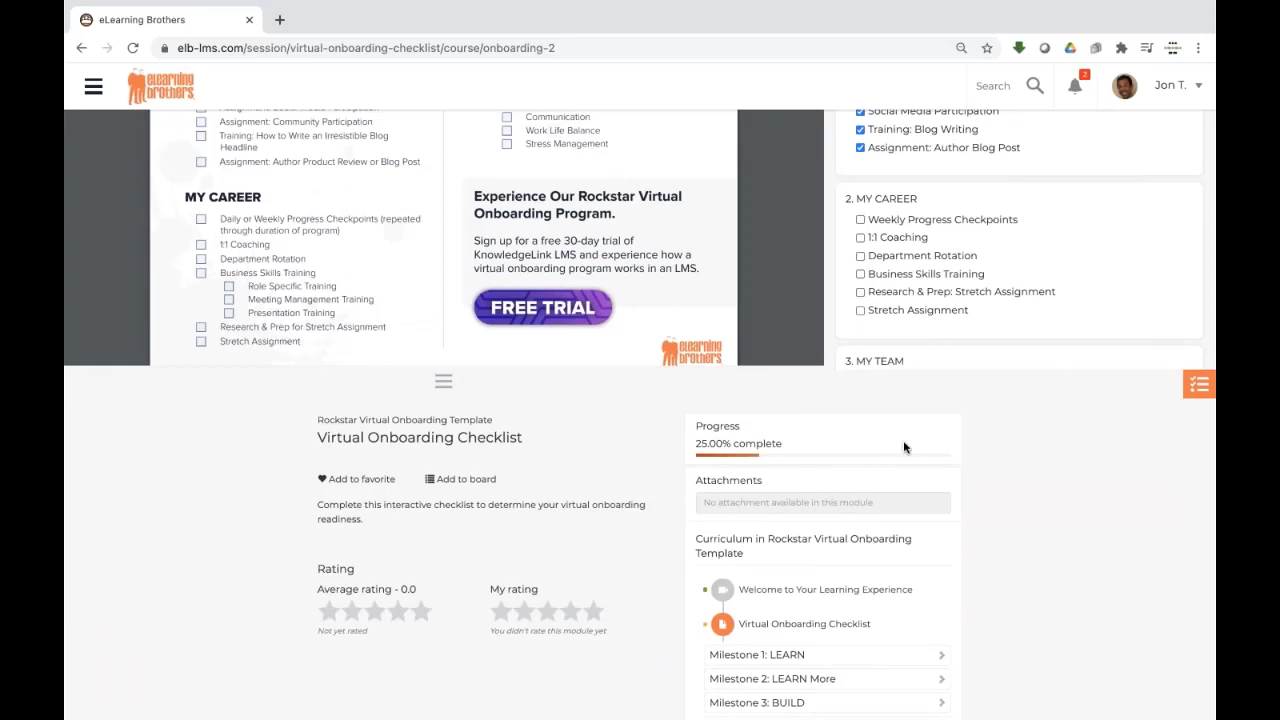 eLearning Brothers
elb-lms.com/session/virtual-onboarding-checklist/course/onboarding-2
elearning
brothers
Search
2
Jon T.
Assignment: Community Participation
Training: How to Write an Irresistible Blog
Headline
Assignment: Author Product Review or Blog Post
MY CAREER
Daily or Weekly Progress Checkpoints (repeated
through duration of program)
1:1 Coaching
Department Rotation
Business Skills Training
Role Specific Training
Meeting Management Training
Presentation Training
Research & Prep for Stretch Assignment
Stretch Assignment
Communication
Work Life Balance
Stress Management
Experience Our Rockstar Virtual
Onboarding Program.
Sign up for a free 30-day trial of
KnowledgeLink LMS and experience how a
virtual onboarding program works in an LMS.
FREE TRIAL
elearning
brothers
Social Media Participation
Training: Blog Writing
Assignment: Author Blog Post
2. MY CAREER
Weekly Progress Checkpoints
1:1 Coaching
Department Rotation
Business Skills Training
Research & Prep: Stretch Assignment
Stretch Assignment
3. MY TEAM
Rockstar Virtual Onboarding Template
Virtual Onboarding Checklist
Add to favorite
Add to board
Complete this interactive checklist to determine your virtual onboarding
readiness.
Rating
Average rating - 0.0
My rating
Not yet rated
You didn't rate this module yet
Progress
25.00% complete
Attachments
No attachment available in this module
Curriculum in Rockstar Virtual Onboarding
Template
Welcome to Your Learning Experience
Virtual Onboarding Checklist
Milestone 1: LEARN
Milestone 2: LEARN More
Milestone 3: BUILD